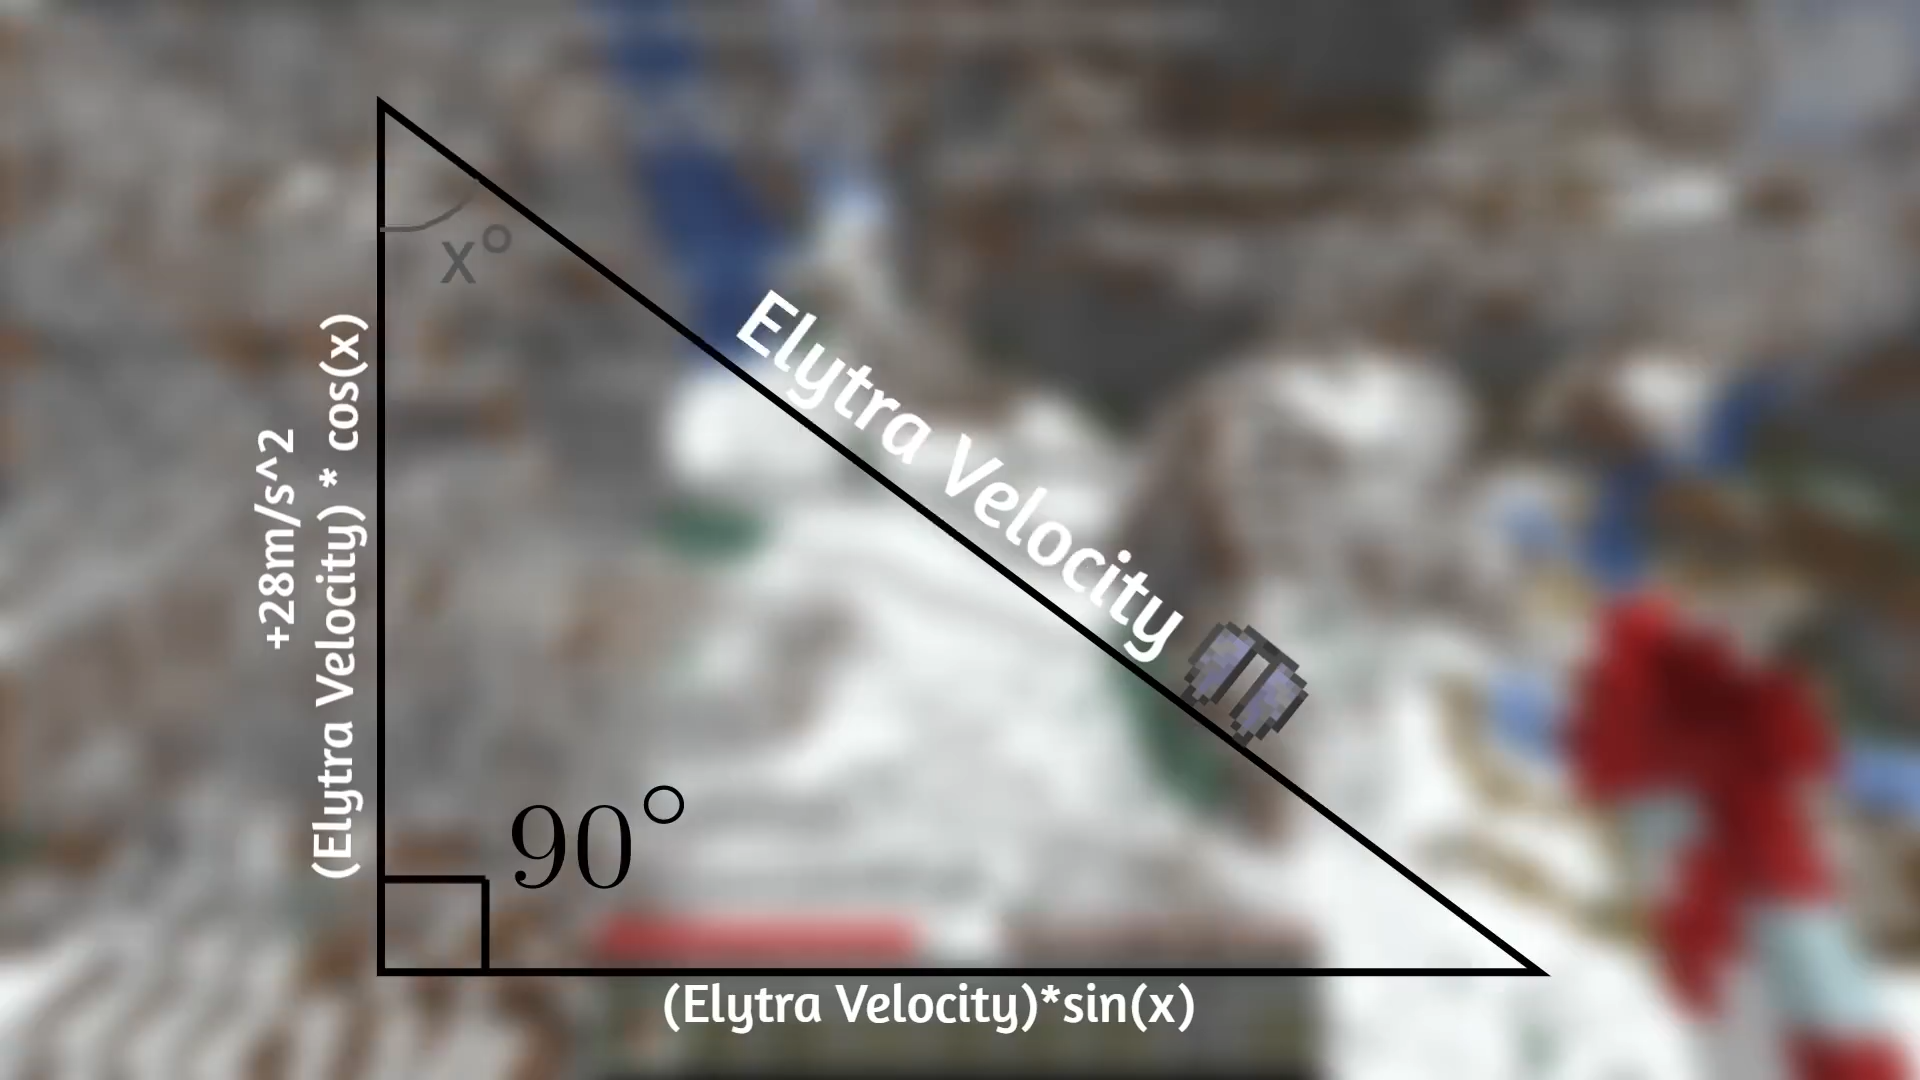 x°
Elytra Velocity
+28m/s^2
(Elytra Velocity) * cos(x)
90°
(Elytra Velocity)*sin(x)